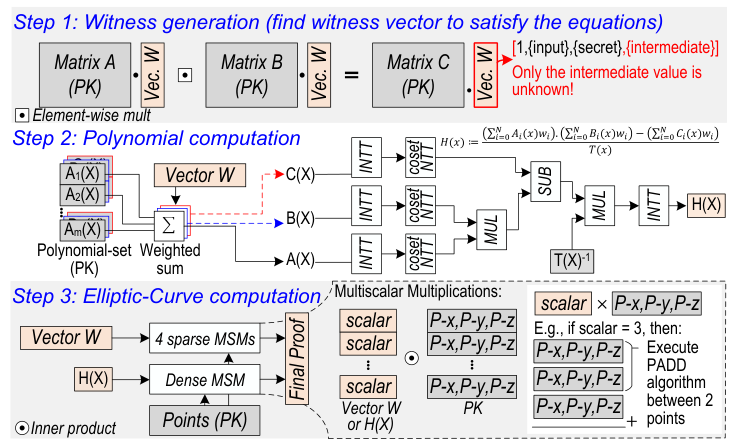 Step 1: Witness generation (find witness vector to satisfy the equations)
Matrix A
(PK)
Vec. W
Matrix B
(PK)
Vec. W
=
Matrix C
(PK)
Vec. W
[1,{input},{secret},{intermediate}]
Only the intermediate value is
unknown!
Element-wise mult
Step 2: Polynomial computation
H(x) := (∑_{i=0}^{N} A_i(x)w_i).(∑_{i=0}^{N} B_i(x)w_i) − (∑_{i=0}^{N} C_i(x)w_i) / T(x)
A1(X)
A2(X)
Am(X)
Polynomial-set
(PK)
Vector W
∑
Weighted
sum
C(X)
INTT
coset
NTT
B(X)
INTT
coset
NTT
A(X)
INTT
coset
NTT
MUL
SUB
MUL
INTT
H(X)
T(X)-1
Step 3: Elliptic-Curve computation
Vector W
4 sparse MSMs
H(X)
Dense MSM
Points (PK)
Final Proof
Inner product
Multiscalar Multiplications:
scalar
scalar
scalar
Vector W
or H(X)
P-x,P-y,P-z
P-x,P-y,P-z
P-x,P-y,P-z
PK
scalar × P-x,P-y,P-z
E.g., if scalar = 3, then:
P-x,P-y,P-z
P-x,P-y,P-z
P-x,P-y,P-z
+
Execute
PADD
algorithm
between 2
points